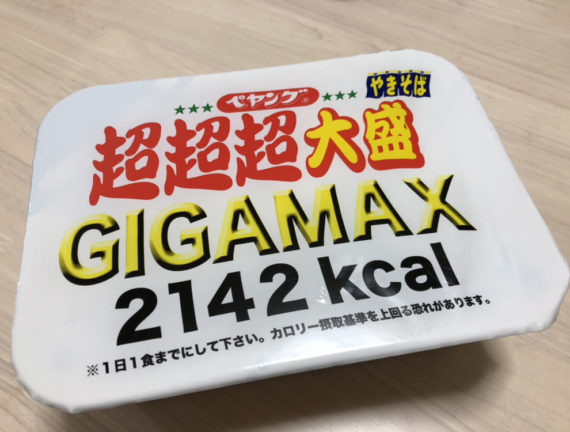 ★★★ペヤング®★★★
やきそば
超超超大盛
GIGAMAX
2142 kcal
※1日1食までにして下さい。カロリー摂取基準を上回る恐れがあります。